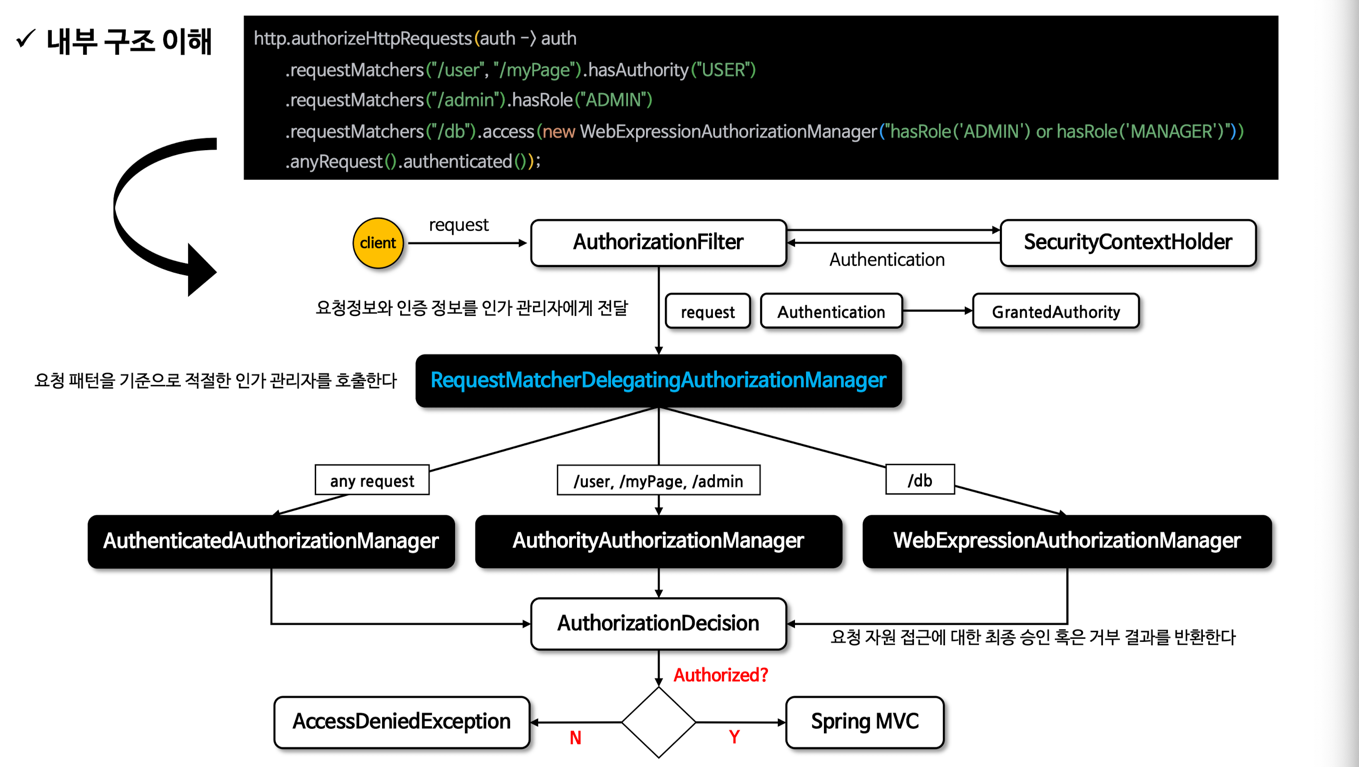 ✓ 내부 구조 이해
http.authorizeHttpRequests(auth -> auth
.requestMatchers("/user", "/myPage").hasAuthority("USER")
.requestMatchers("/admin").hasRole("ADMIN")
.requestMatchers("/db").access(new WebExpressionAuthorizationManager("hasRole('ADMIN') or hasRole('MANAGER')"))
.anyRequest().authenticated());
client
request
AuthorizationFilter
SecurityContextHolder
Authentication
요청정보와 인증 정보를 인가 관리자에게 전달
request
Authentication
GrantedAuthority
요청 패턴을 기준으로 적절한 인가 관리자를 호출한다
RequestMatcherDelegatingAuthorizationManager
any request
/user, /myPage, /admin
/db
AuthenticatedAuthorizationManager
AuthorityAuthorizationManager
WebExpressionAuthorizationManager
AuthorizationDecision
요청 자원 접근에 대한 최종 승인 혹은 거부 결과를 반환한다
Authorized?
AccessDeniedException
N
Y
Spring MVC